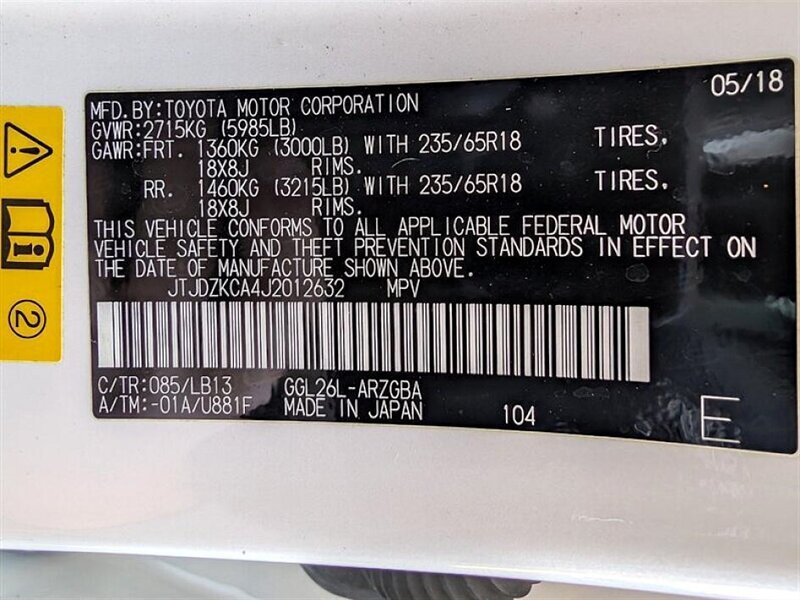 05/18
MFD.BY:TOYOTA MOTOR CORPORATION
GVWR:2715KG (5985LB)
GAWR:FRT. 1360KG (3000LB) WITH 235/65R18 TIRES,
18X8J RIMS.
RR. 1460KG (3215LB) WITH 235/65R18 TIRES,
18X8J RIMS.
THIS VEHICLE CONFORMS TO ALL APPLICABLE FEDERAL MOTOR
VEHICLE SAFETY AND THEFT PREVENTION STANDARDS IN EFFECT ON
THE DATE OF MANUFACTURE SHOWN ABOVE.
JTJDZKCA4J2012632 MPV
C/TR:085/LB13 GGL26L-ARZGBA
A/TM:-01A/U881F MADE IN JAPAN 104 E
2